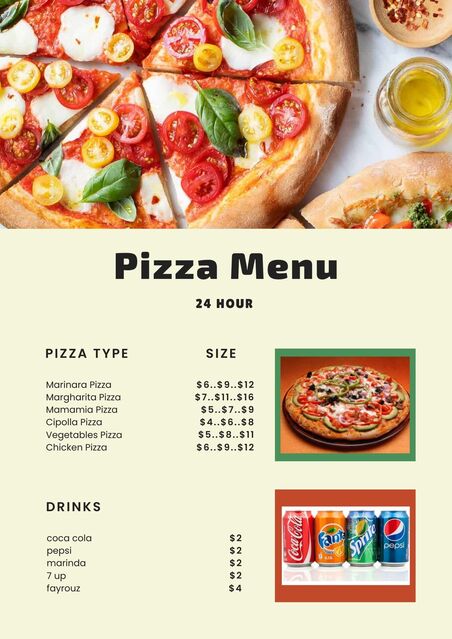 Pizza Menu
24 HOUR
PIZZA TYPE SIZE
Marinara Pizza $6..$9..$12
Margharita Pizza $7..$11..$16
Mamamia Pizza $5..$7..$9
Cipolla Pizza $4..$6..$8
Vegetables Pizza $5..$8..$11
Chicken Pizza $6..$9..$12
DRINKS
coca cola $2
pepsi $2
marinda $2
7 up $2
fayrouz $4
Coca-Cola Fanta Sprite pepsi